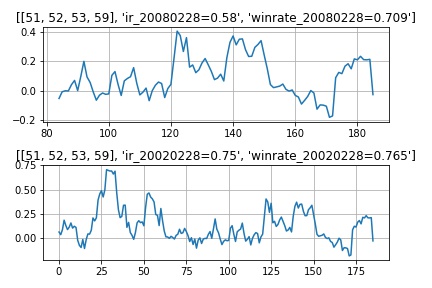 [[51, 52, 53, 59], 'ir_20080228=0.58', 'winrate_20080228=0.709']
0.4
0.2
0.0
−0.2
80 100 120 140 160 180
[[51, 52, 53, 59], 'ir_20020228=0.75', 'winrate_20020228=0.765']
0.75
0.50
0.25
0.00
0 25 50 75 100 125 150 175